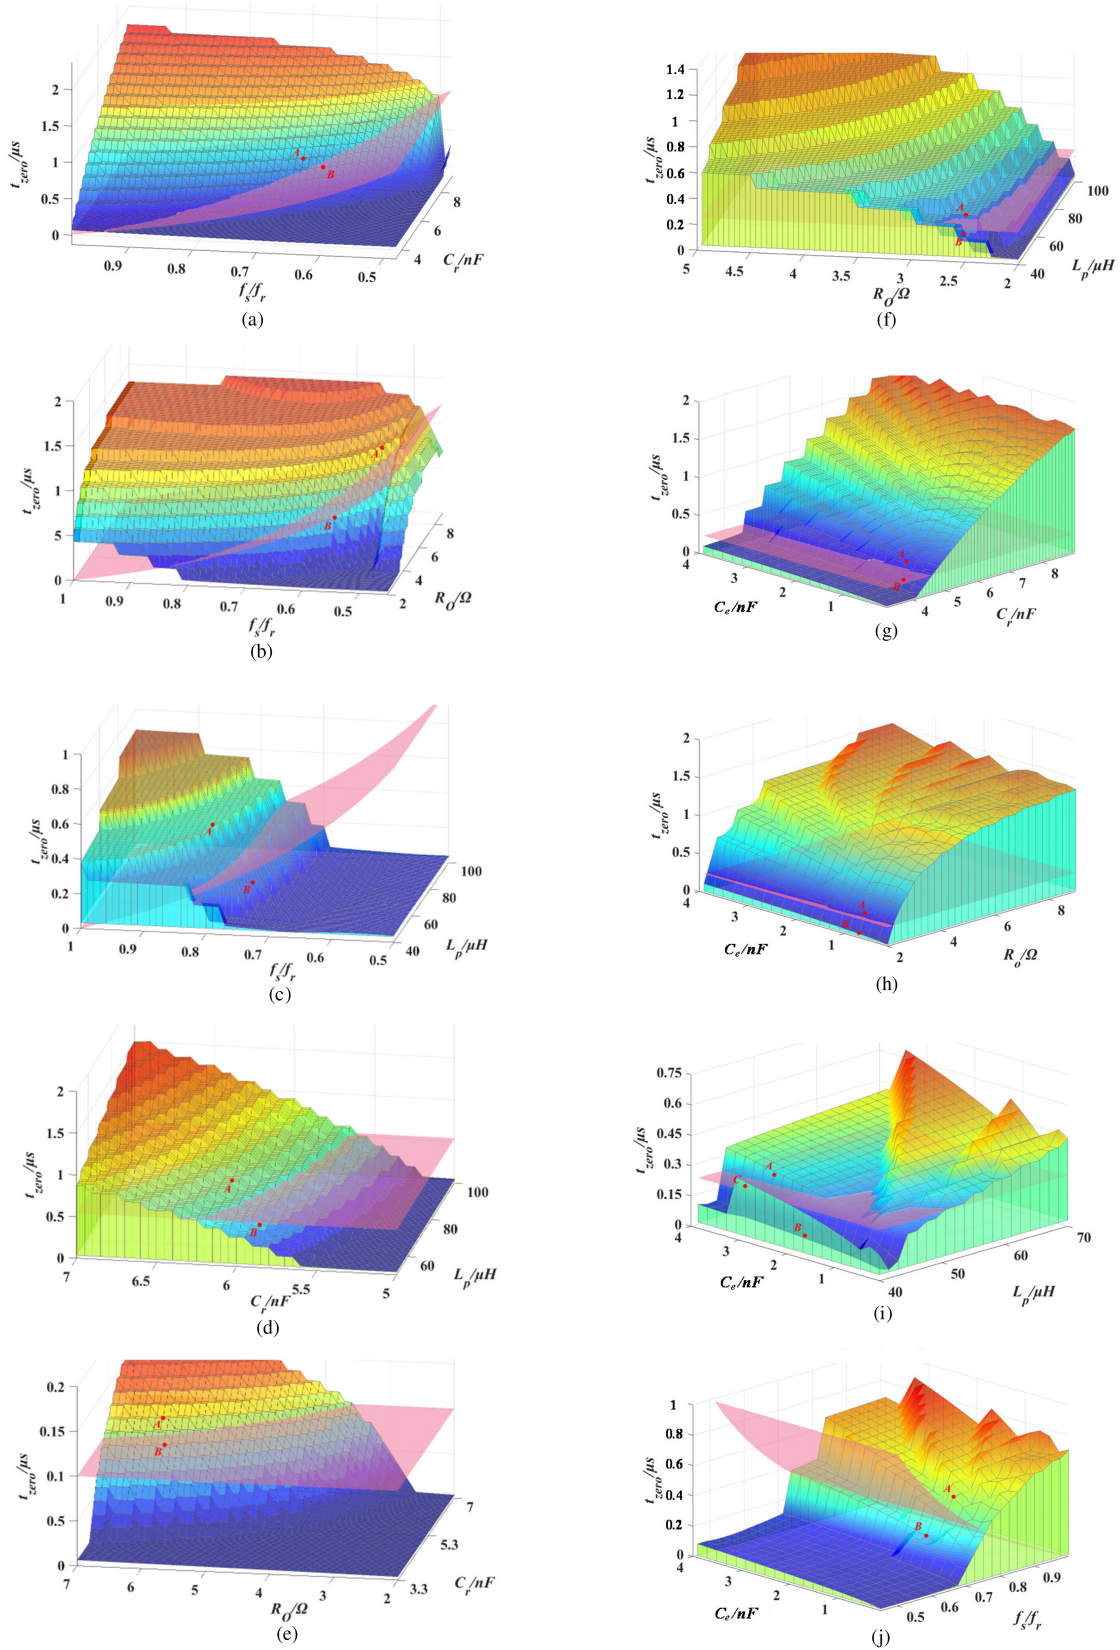 2
1.5
1
0.5
0
t_zero/μs
A
B
0.9
0.8
0.7
0.6
0.5
f_s/f_r
4
6
8
C_r/nF
(a)
2
1.5
1
5
0
t_zero/μs
A
B
1
0.9
0.8
0.7
0.6
0.5
f_s/f_r
2
4
6
8
R_O/Ω
(b)
1
0.8
0.6
0.4
0.2
0
t_zero/μs
A
B
1
0.9
0.8
0.7
0.6
0.5
f_s/f_r
40
60
80
100
L_p/μH
(c)
2
1.5
1
0.5
0
t_zero/μs
A
B
7
6.5
6
5.5
5
C_r/nF
60
80
100
L_p/μH
(d)
0.2
0.15
0.1
0.5
0
t_zero/μs
A
B
7
6
5
4
3
2
R_O/Ω
3.3
5.3
7
C_r/nF
(e)
1.4
1.2
1
0.8
0.6
0.4
0.2
0
t_zero/μs
A
B
5
4.5
4
3.5
3
2.5
2
R_O/Ω
40
60
80
100
L_p/μH
(f)
2
1.5
1
0.5
0
t_zero/μs
A
B
4
3
2
1
C_e/nF
4
5
6
7
8
C_r/nF
(g)
2
1.5
1
0.5
0
t_zero/μs
A
B
4
3
2
1
C_e/nF
2
4
6
8
R_o/Ω
(h)
0.75
0.6
0.45
0.3
0.15
0
t_zero/μs
A
C
B
4
3
2
1
C_e/nF
40
50
60
70
L_p/μH
(i)
1
0.8
0.6
0.4
0.2
0
t_zero/μs
A
B
4
3
2
1
C_e/nF
0.5
0.6
0.7
0.8
0.9
f_s/f_r
(j)